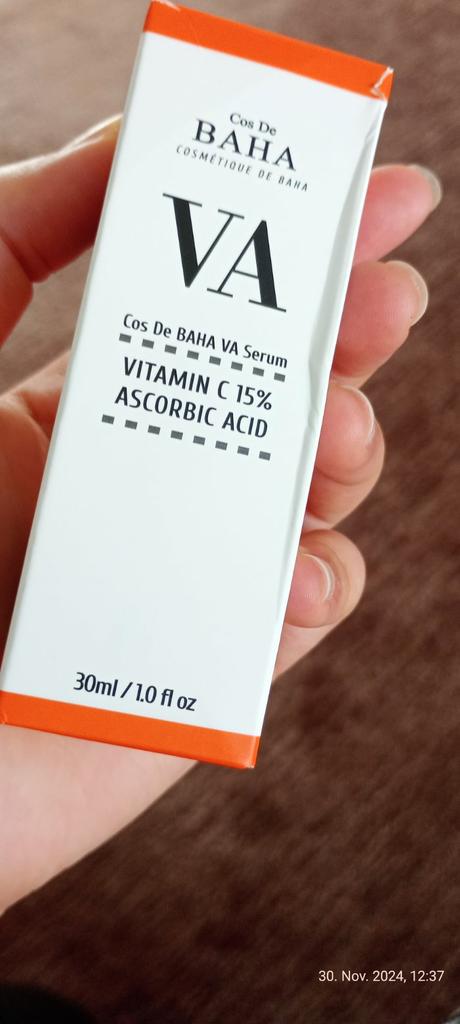 Cos De
BAHA
COSMÉTIQUE DE BAHA
VA
Cos De BAHA VA Serum
VITAMIN C 15%
ASCORBIC ACID
30ml / 1.0 fl oz
30. Nov. 2024, 12:37